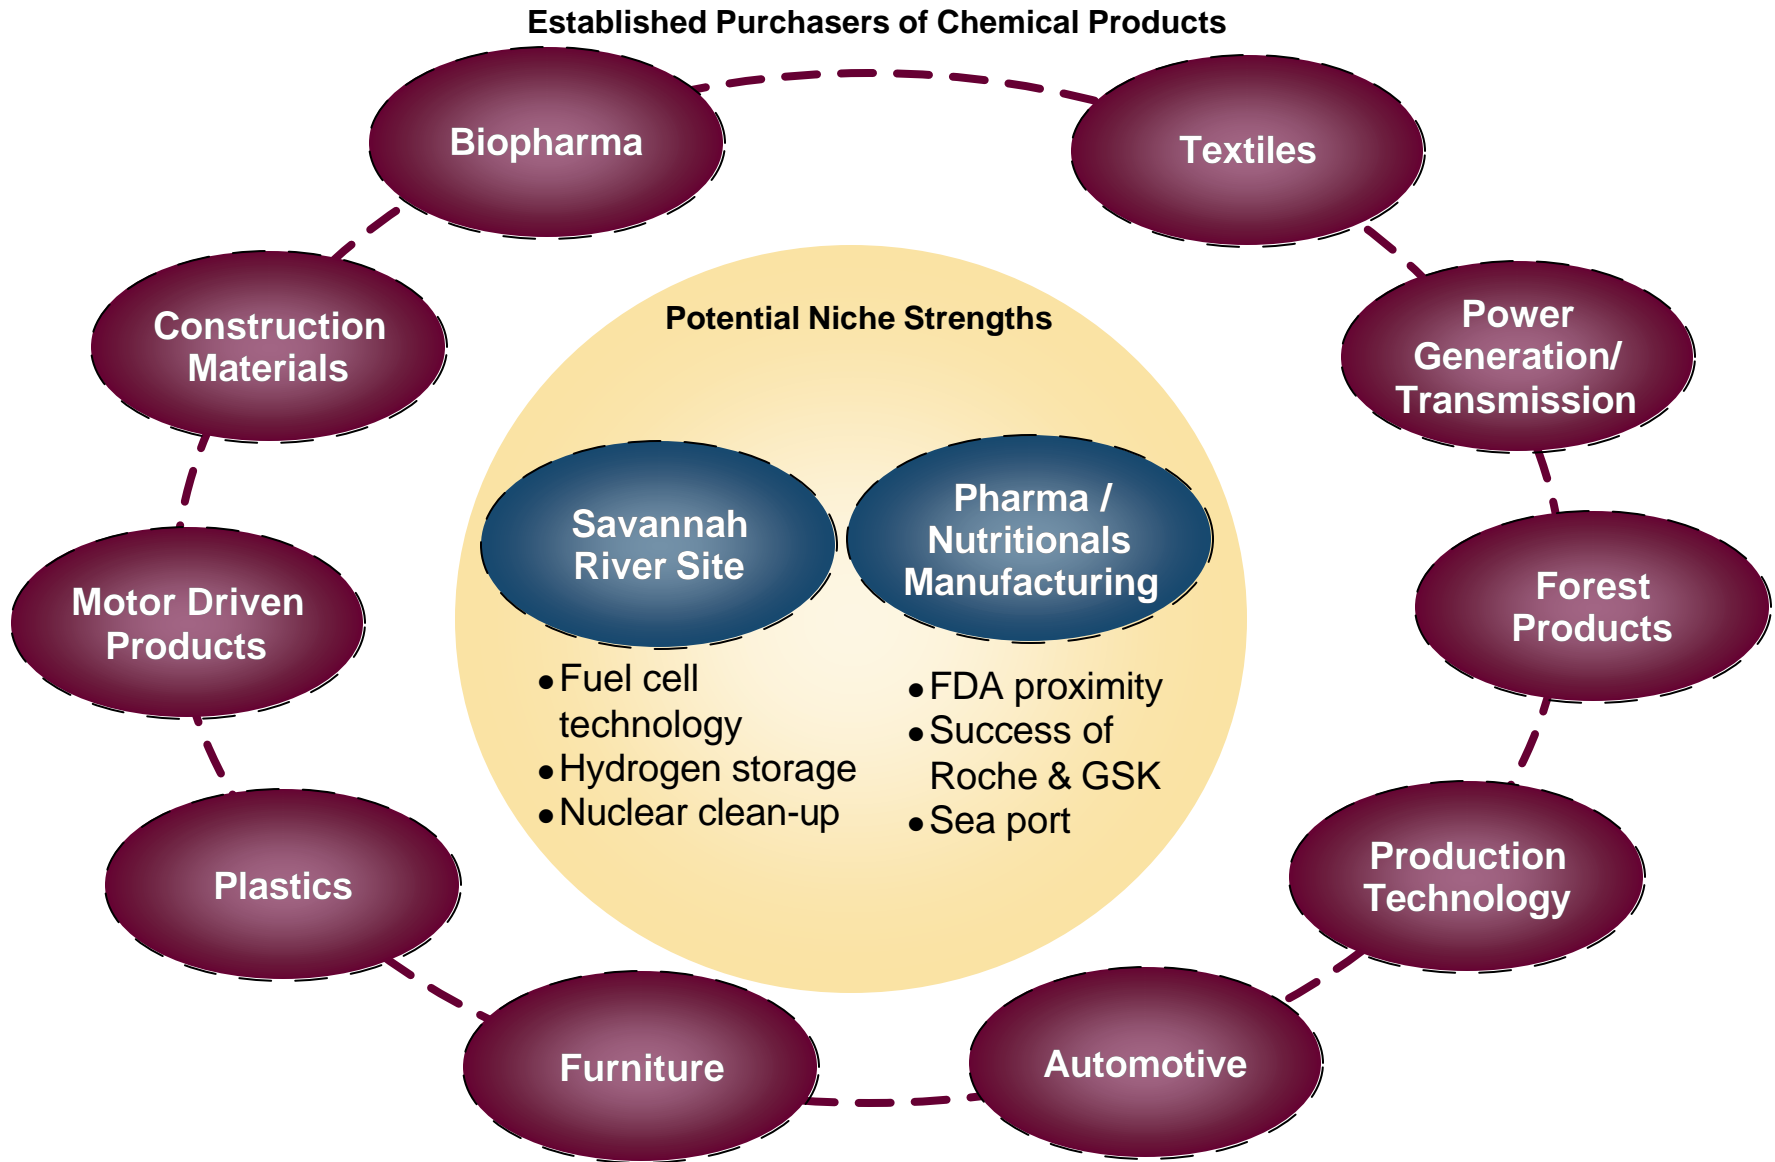 Established Purchasers of Chemical Products
Biopharma
Textiles
Construction
Materials
Power
Generation/
Transmission
Potential Niche Strengths
Savannah
River Site
Pharma /
Nutritionals
Manufacturing
Motor Driven
Products
Forest
Products
● Fuel cell
technology
● Hydrogen storage
● Nuclear clean-up
● FDA proximity
● Success of
Roche & GSK
● Sea port
Plastics
Production
Technology
Furniture
Automotive